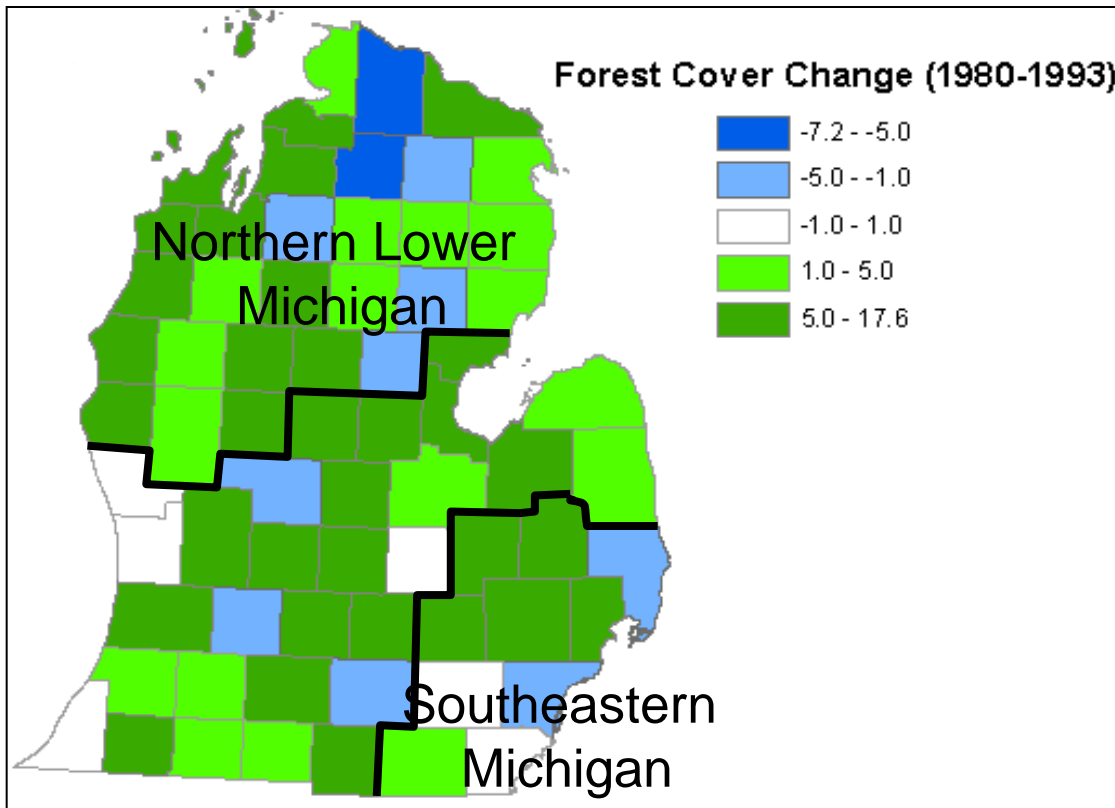 Forest Cover Change (1980-1993)
-7.2 - -5.0
-5.0 - -1.0
-1.0 - 1.0
1.0 - 5.0
5.0 - 17.6
Northern Lower
Michigan
Southeastern
Michigan